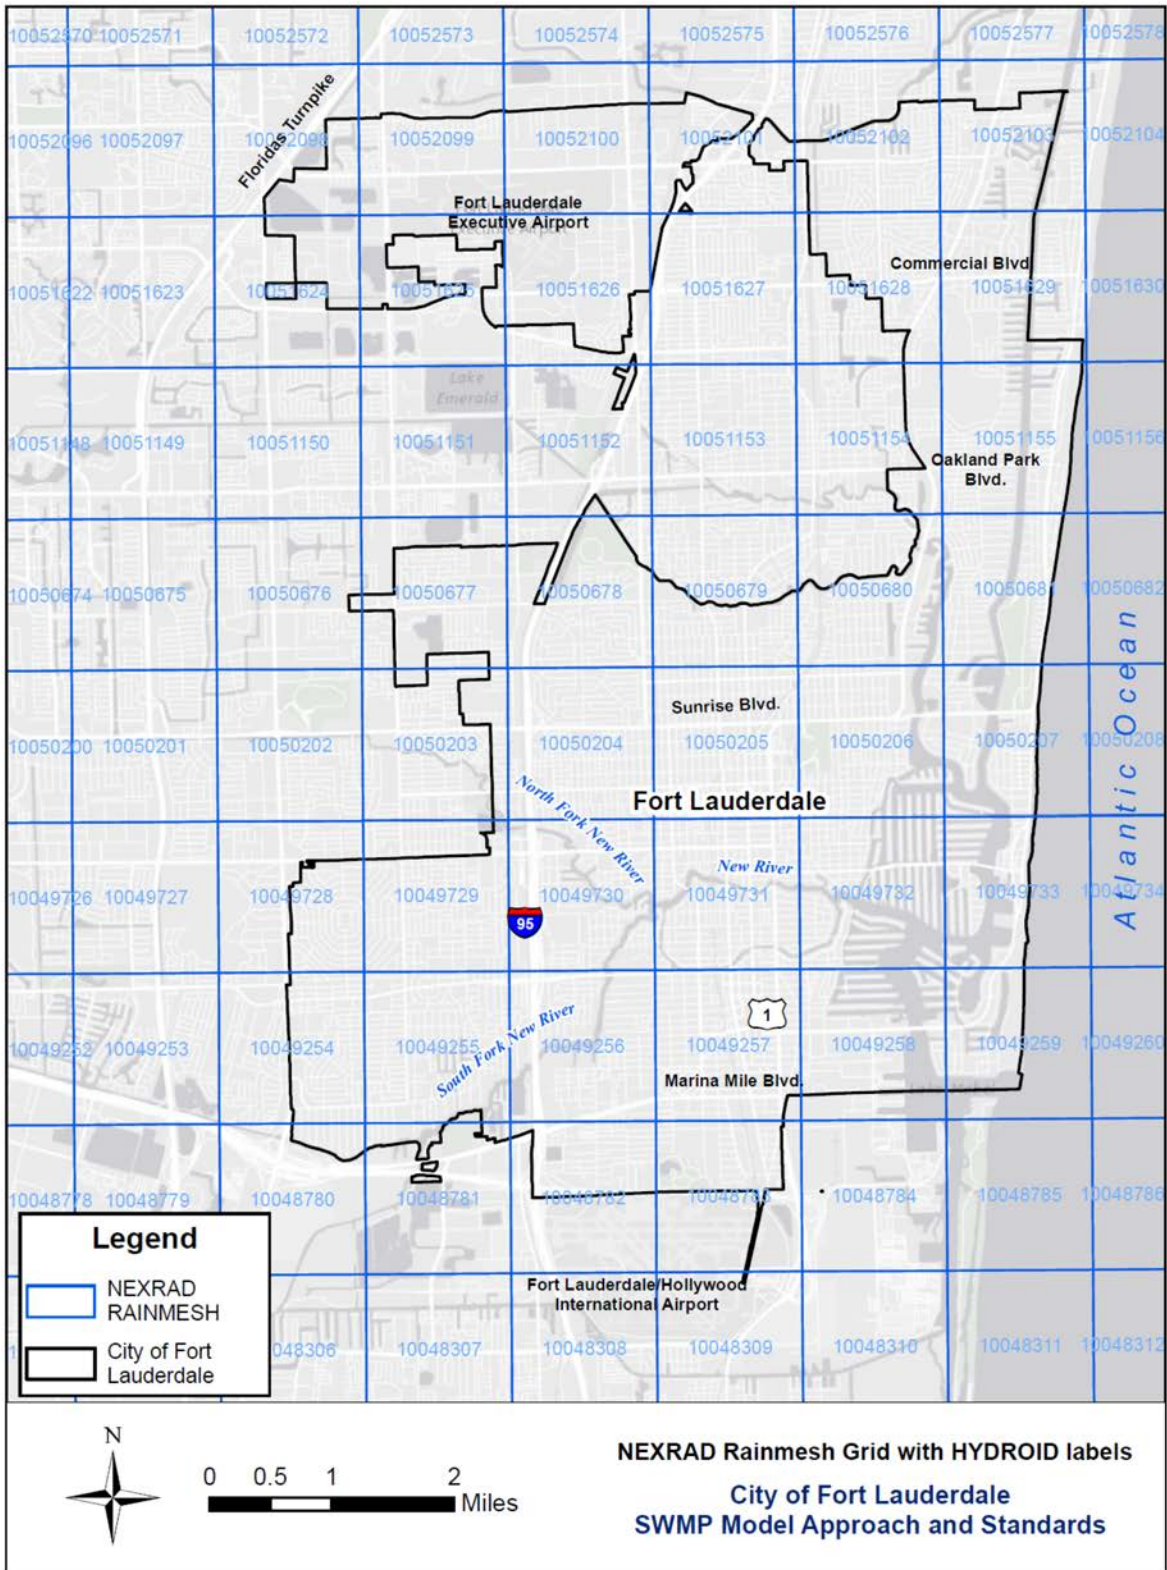 10052570 10052571 10052572 10052573 10052574 10052575 10052576 10052577 10052578
Floridas Turnpike
10052096 10052097 10052098 10052099 10052100 10052101 10052102 10052103 10052104
Fort Lauderdale
Executive Airport
Commercial Blvd
10051622 10051623 10051624 10051625 10051626 10051627 10051628 10051629 10051630
Lake
Emerald
10051148 10051149 10051150 10051151 10051152 10051153 10051154 10051155 10051156
Oakland Park
Blvd.
10050674 10050675 10050676 10050677 10050678 10050679 10050680 10050681 10050682
Atlantic Ocean
Sunrise Blvd.
10050200 10050201 10050202 10050203 10050204 10050205 10050206 10050207 10050208
North Fork New River
Fort Lauderdale
New River
10049726 10049727 10049728 10049729 10049730 10049731 10049732 10049733 10049734
95
1
South Fork New River
10049252 10049253 10049254 10049255 10049256 10049257 10049258 10049259 10049260
Marina Mile Blvd.
10048778 10048779 10048780 10048781 10048782 10048783 10048784 10048785 10048786
Fort Lauderdale/Hollywood
International Airport
048306 10048307 10048308 10048309 10048310 10048311 10048312
Legend
NEXRAD
RAINMESH
City of Fort
Lauderdale
N
0 0.5 1 2
Miles
NEXRAD Rainmesh Grid with HYDROID labels
City of Fort Lauderdale
SWMP Model Approach and Standards